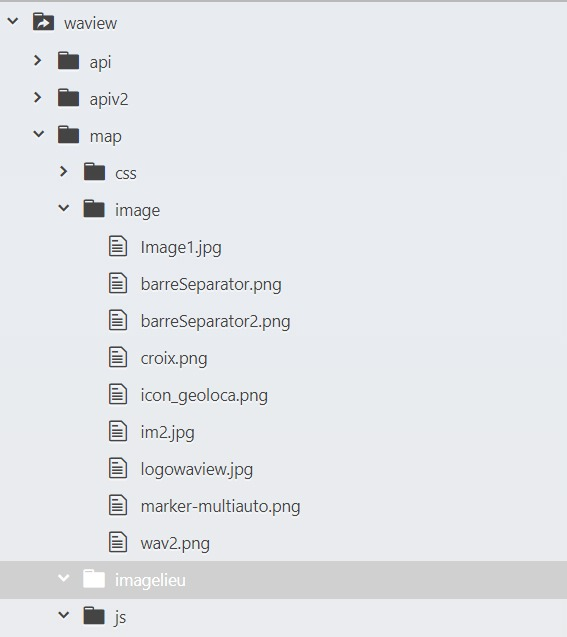 waview
api
apiv2
map
css
image
Image1.jpg
barreSeparator.png
barreSeparator2.png
croix.png
icon_geoloca.png
im2.jpg
logowaview.jpg
marker-multiauto.png
wav2.png
imagelieu
js